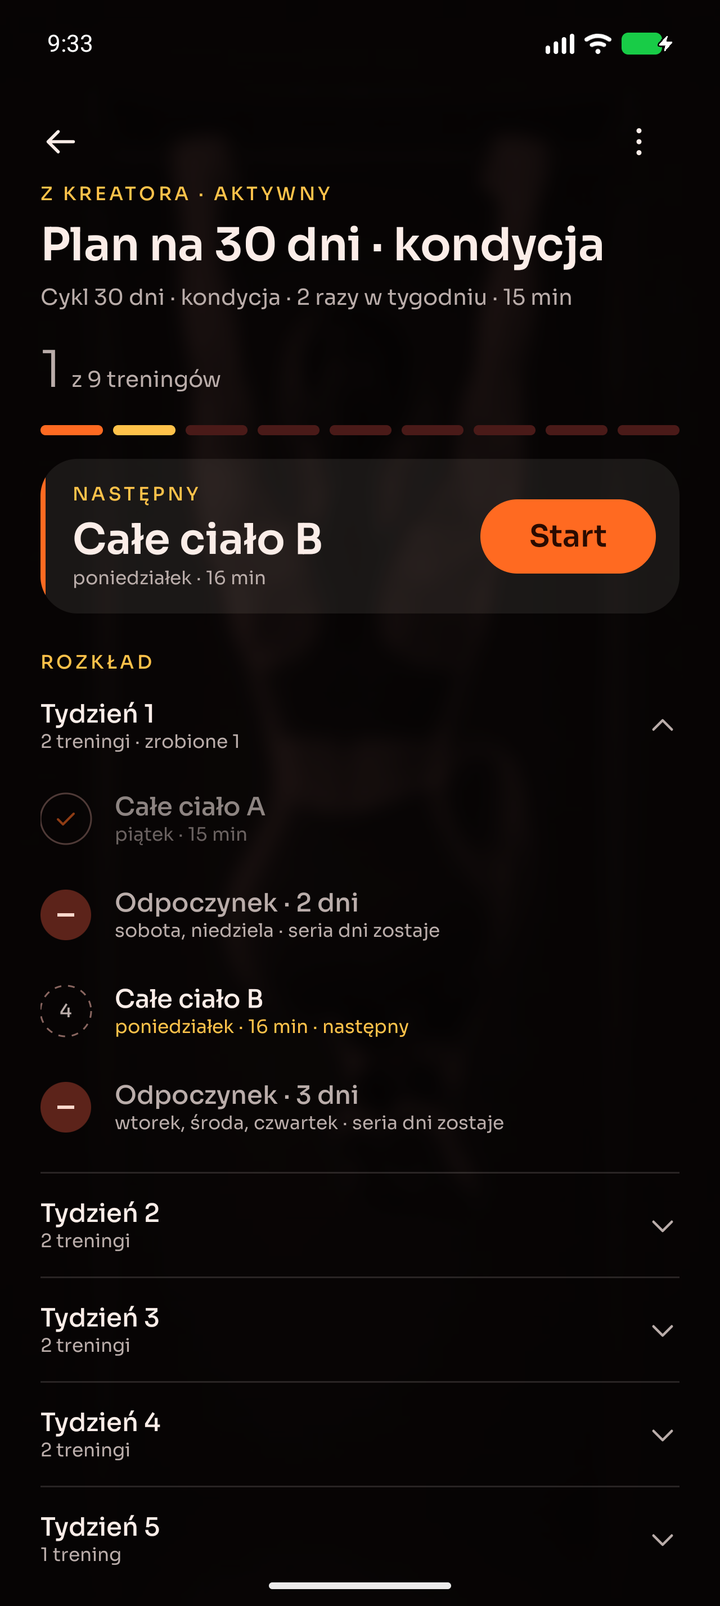 9:33
Z KREATORA · AKTYWNY
Plan na 30 dni · kondycja
Cykl 30 dni · kondycja · 2 razy w tygodniu · 15 min
1 z 9 treningów
NASTĘPNY
Całe ciało B
poniedziałek · 16 min
Start
ROZKŁAD
Tydzień 1
2 treningi · zrobione 1
Całe ciało A
piątek · 15 min
Odpoczynek · 2 dni
sobota, niedziela · seria dni zostaje
4
Całe ciało B
poniedziałek · 16 min · następny
Odpoczynek · 3 dni
wtorek, środa, czwartek · seria dni zostaje
Tydzień 2
2 treningi
Tydzień 3
2 treningi
Tydzień 4
2 treningi
Tydzień 5
1 trening